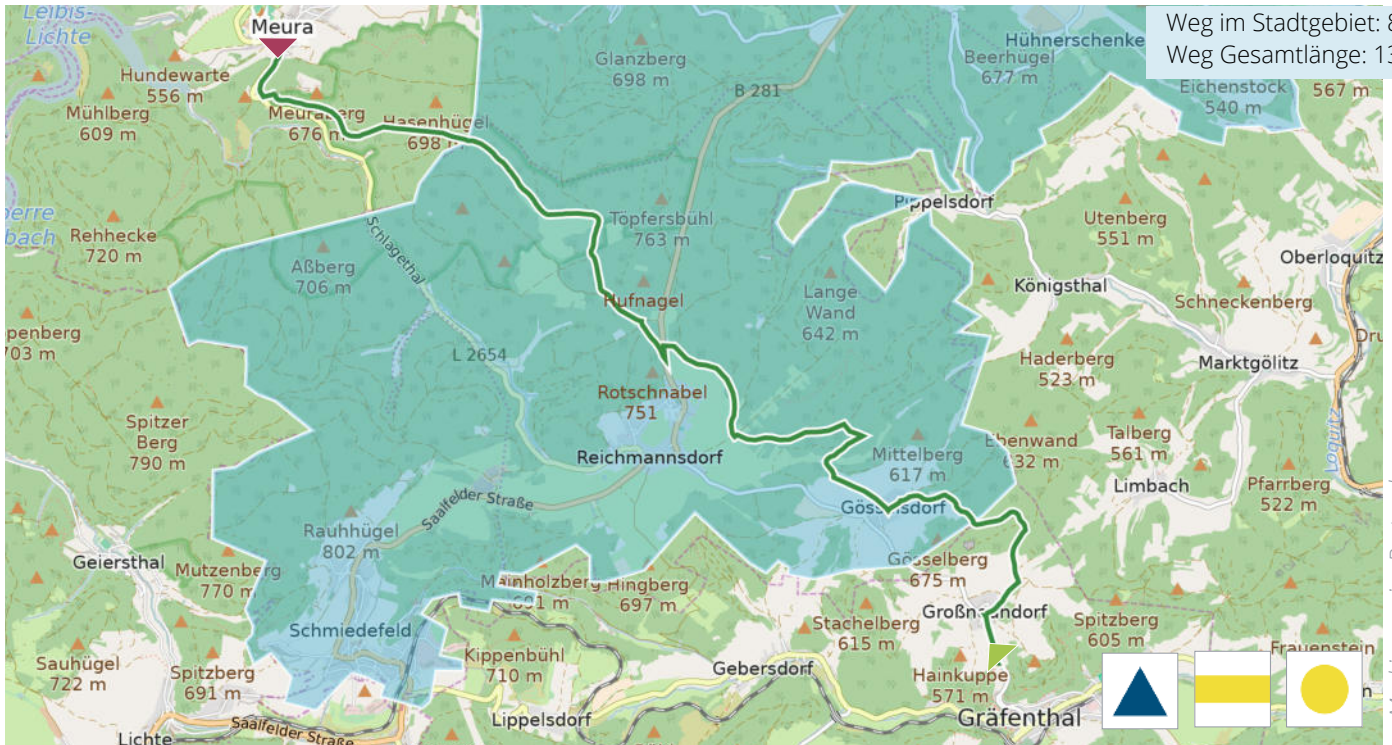 Leibis-
Lichte
Meura
Weg im Stadtgebiet: 8
Weg Gesamtlänge: 13
Hundewarte
556 m
Mühlberg
609 m
Meuraberg
676 m
Hasenhügel
698 m
Glanzberg
698 m
B 281
Hühnerschenke
Beerhügel
677 m
Eichenstock
540 m
567 m
Rehhecke
720 m
Schlagethal
Aßberg
706 m
Töpfersbühl
763 m
Pippelsdorf
Utenberg
551 m
Oberloquitz
Königsthal
Schneckenberg
Hufnagel
Lange
Wand
642 m
penberg
703 m
L 2654
Haderberg
523 m
Marktgölitz
Rotschnabel
751
Spitzer
Berg
790 m
Reichmannsdorf
Mittelberg
617 m
Ebenwand
632 m
Talberg
561 m
Loquitz
Limbach
Pfarrberg
522 m
Saalfelder Straße
Gösselsdorf
Rauhhügel
802 m
Geiersthal
Mutzenberg
770 m
Mainholzberg
691 m
Hingberg
697 m
Gösselberg
675 m
Großneundorf
Schmiedefeld
Stachelberg
615 m
Spitzberg
605 m
Frauenstein
Sauhügel
722 m
Spitzberg
691 m
Kippenbühl
710 m
Gebersdorf
Hainkuppe
571 m
Lippelsdorf
Gräfenthal
Saalfelder Straße
Lichte